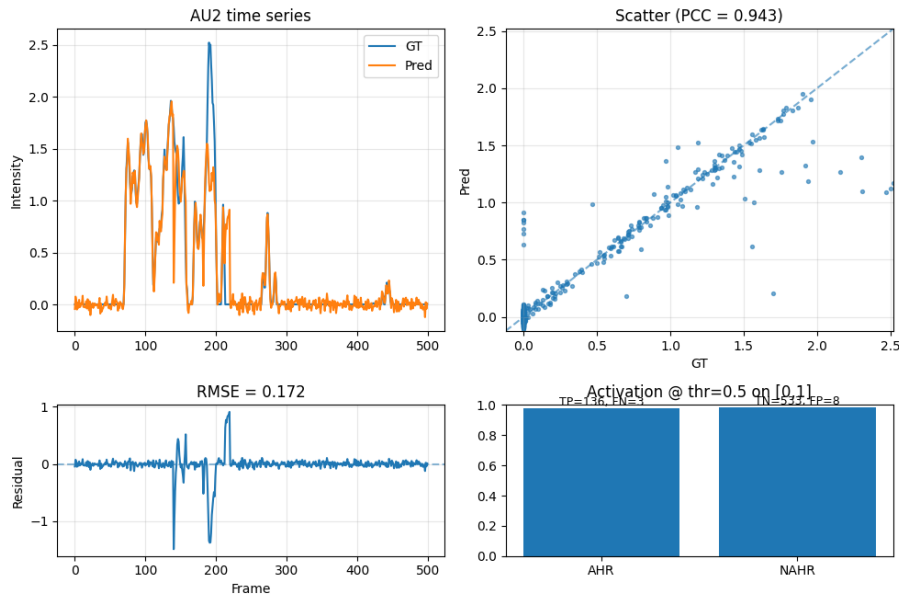 AU2 time series
GT
Pred
2.5
2.0
1.5
1.0
0.5
0.0
Intensity
0 100 200 300 400 500
Scatter (PCC = 0.943)
2.5
2.0
1.5
1.0
0.5
0.0
Pred
0.0 0.5 1.0 1.5 2.0 2.5
GT
RMSE = 0.172
1
0
−1
Residual
0 100 200 300 400 500
Frame
Activation @ thr=0.5 on [0,1]
TP=136, FN=3 TN=533, FP=8
1.0
0.8
0.6
0.4
0.2
0.0
AHR NAHR